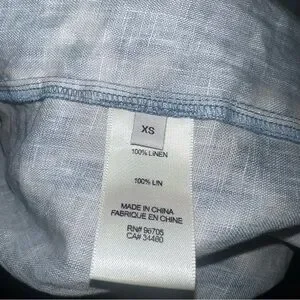 XS
100% LINEN
100% LIN
MADE IN CHINA
FABRIQUE EN CHINE
RN# 96705
CA# 34480